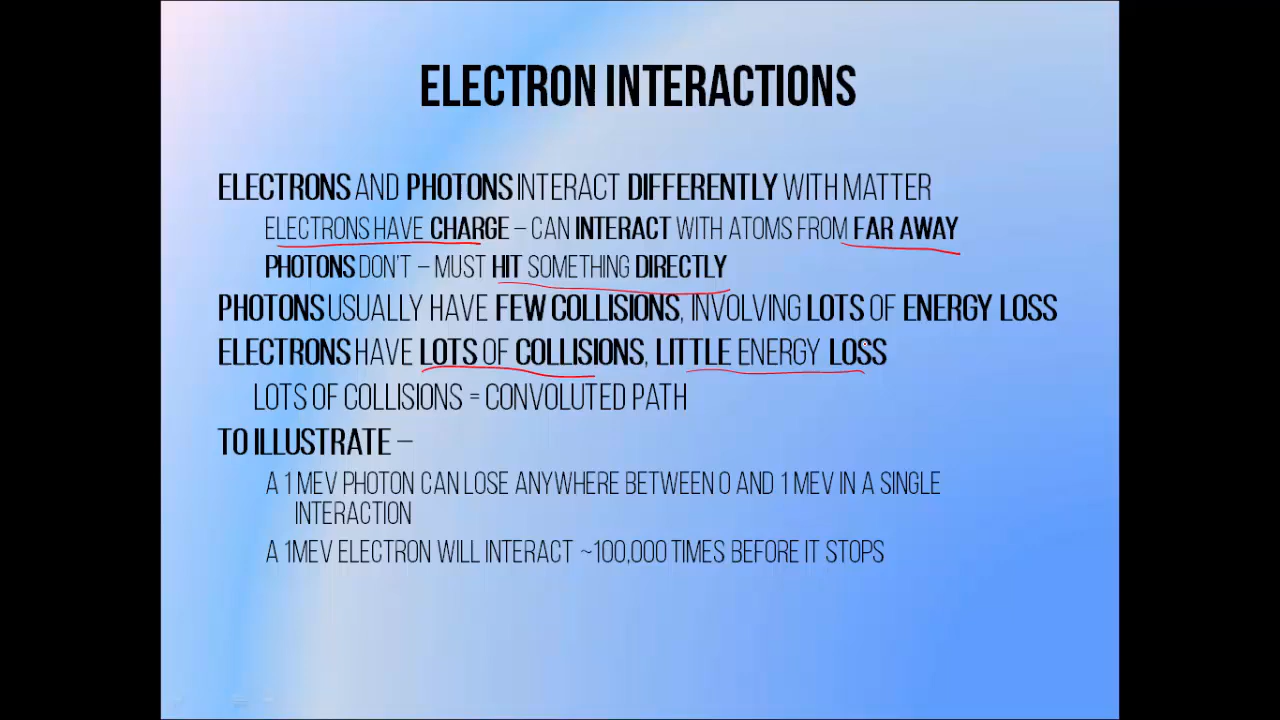 ELECTRON INTERACTIONS
ELECTRONS AND PHOTONS INTERACT DIFFERENTLY WITH MATTER
ELECTRONS HAVE CHARGE – CAN INTERACT WITH ATOMS FROM FAR AWAY
PHOTONS DON'T – MUST HIT SOMETHING DIRECTLY
PHOTONS USUALLY HAVE FEW COLLISIONS, INVOLVING LOTS OF ENERGY LOSS
ELECTRONS HAVE LOTS OF COLLISIONS, LITTLE ENERGY LOSS
LOTS OF COLLISIONS = CONVOLUTED PATH
TO ILLUSTRATE –
A 1 MEV PHOTON CAN LOSE ANYWHERE BETWEEN 0 AND 1 MEV IN A SINGLE
INTERACTION
A 1MEV ELECTRON WILL INTERACT ~100,000 TIMES BEFORE IT STOPS